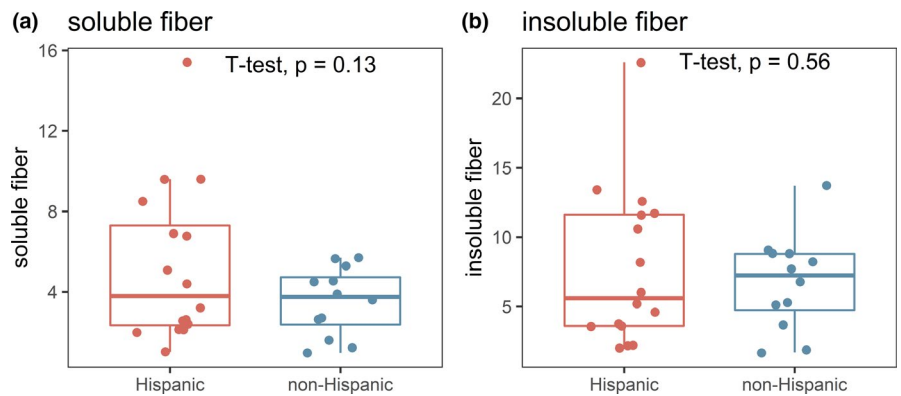 (a) soluble fiber
T-test, p = 0.13
soluble fiber
16
12
8
4
Hispanic non-Hispanic
(b) insoluble fiber
T-test, p = 0.56
insoluble fiber
20
15
10
5
Hispanic non-Hispanic